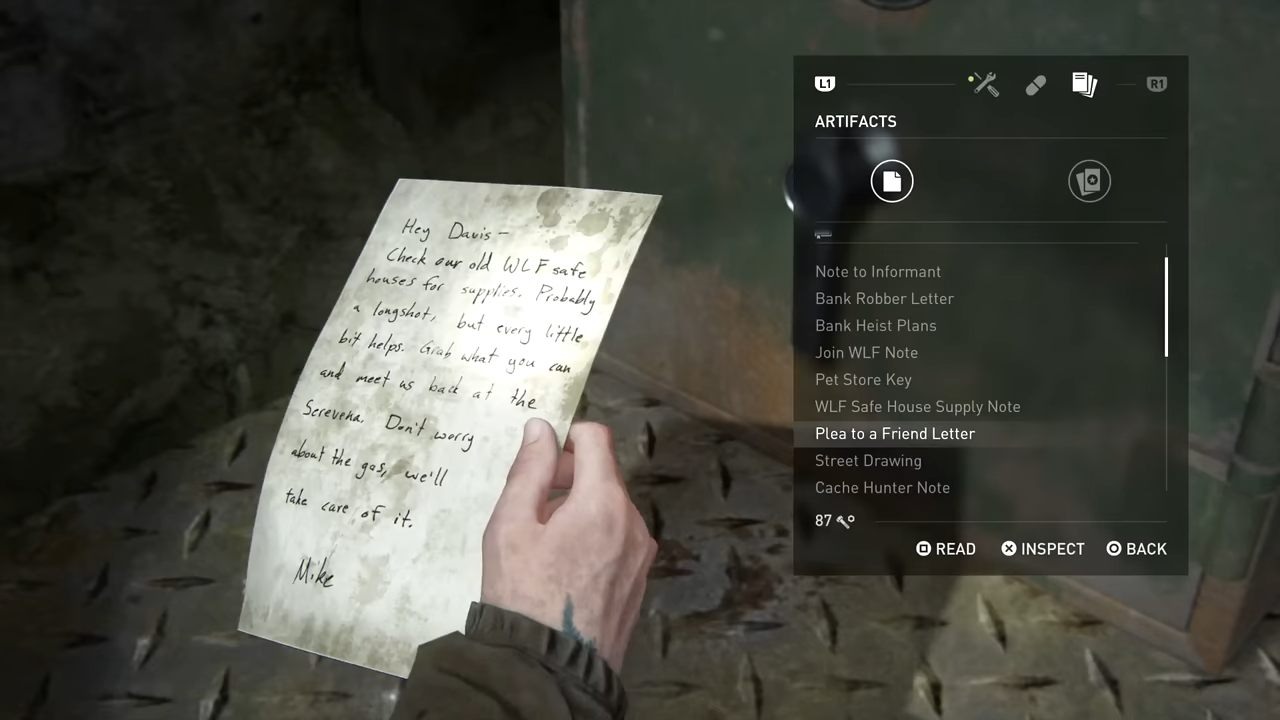 Hey Davis-
Check our old WLF safe
houses for supplies. Probably
a longshot, but every little
bit helps. Grab what you can
and meet us back at the
Serevena. Don't worry
about the gas, we'll
take care of it.
Mike
L1
R1
ARTIFACTS
Note to Informant
Bank Robber Letter
Bank Heist Plans
Join WLF Note
Pet Store Key
WLF Safe House Supply Note
Plea to a Friend Letter
Street Drawing
Cache Hunter Note
87
READ INSPECT BACK